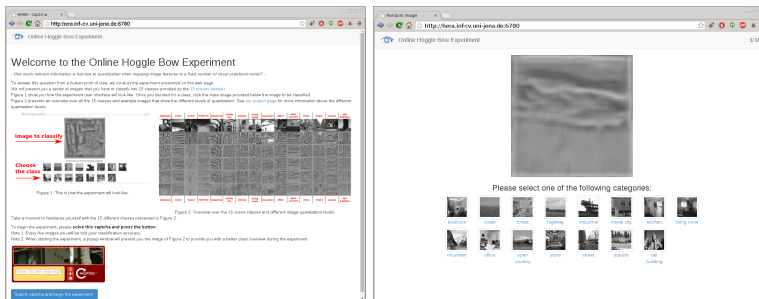 WHBB - Captcha
http://hera.inf-cv.uni-jena.de:6780
Online Hoggle Bow Experiment
Welcome to the Online Hoggle Bow Experiment
- How much relevant information is lost due to quantization when mapping image features to a fixed number of visual codebook words? -
To answer this question from a human point of view, we conduct the experiment presented on this web page.
We will present you a series of images that you have to classify into 15 classes provided by the 15 scenes dataset.
Figure 1 show you how the experiment user interface will look like. Once you decided for a class, click the class image provided below the image to be classified.
Figure 2 presents an overview over all the 15 classes and example images that show the different levels of quantization. See our project page for more information about the different
quantization levels.
Image to classify
Choose
the class
Figure 1: This is how the experiment will look like.
Figure 2: Overview over the 15 scene classes and different image quantization levels.
Take a moment to familiarize yourself with the 15 different classes presented in Figure 2.
To begin the experiment, please solve this captcha and press the button.
Note 1: Every five images you will be told your classification accuracy.
Note 2: When starting the experiment, a popup window will present you the image of Figure 2 to provide you with a better class overview during the experiment.
Submit captcha and begin the experiment
Random Image
http://hera.inf-cv.uni-jena.de:6780
Online Hoggle Bow Experiment
Please select one of the following categories:
bedroom coast forest highway industrial inside city kitchen living room
mountain office open country store street suburb tall building